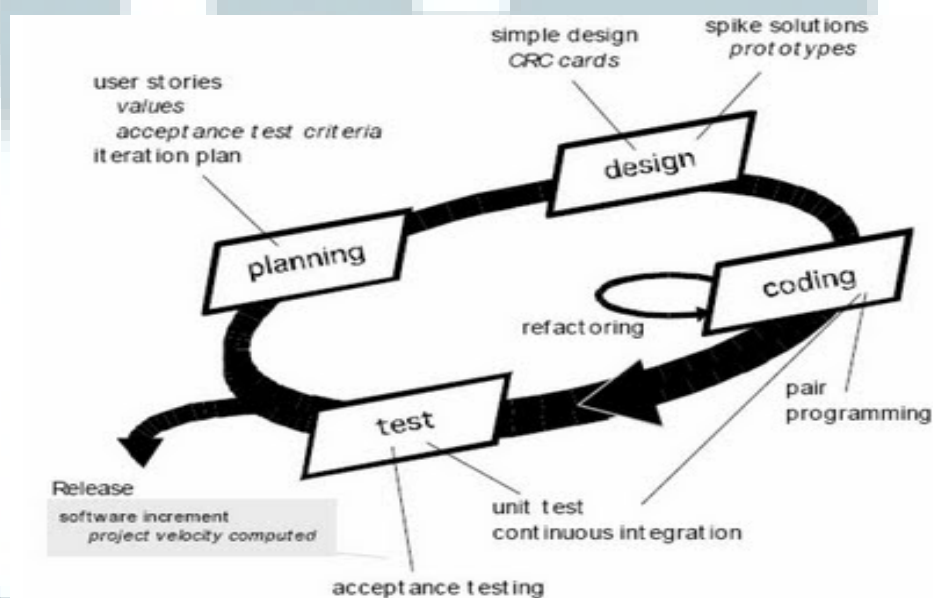 simple design
CRC cards
spike solutions
prototypes
user stories
values
acceptance test criteria
iteration plan
design
planning
coding
refactoring
test
pair
programming
Release
software increment
project velocity computed
unit test
continuous integration
acceptance testing